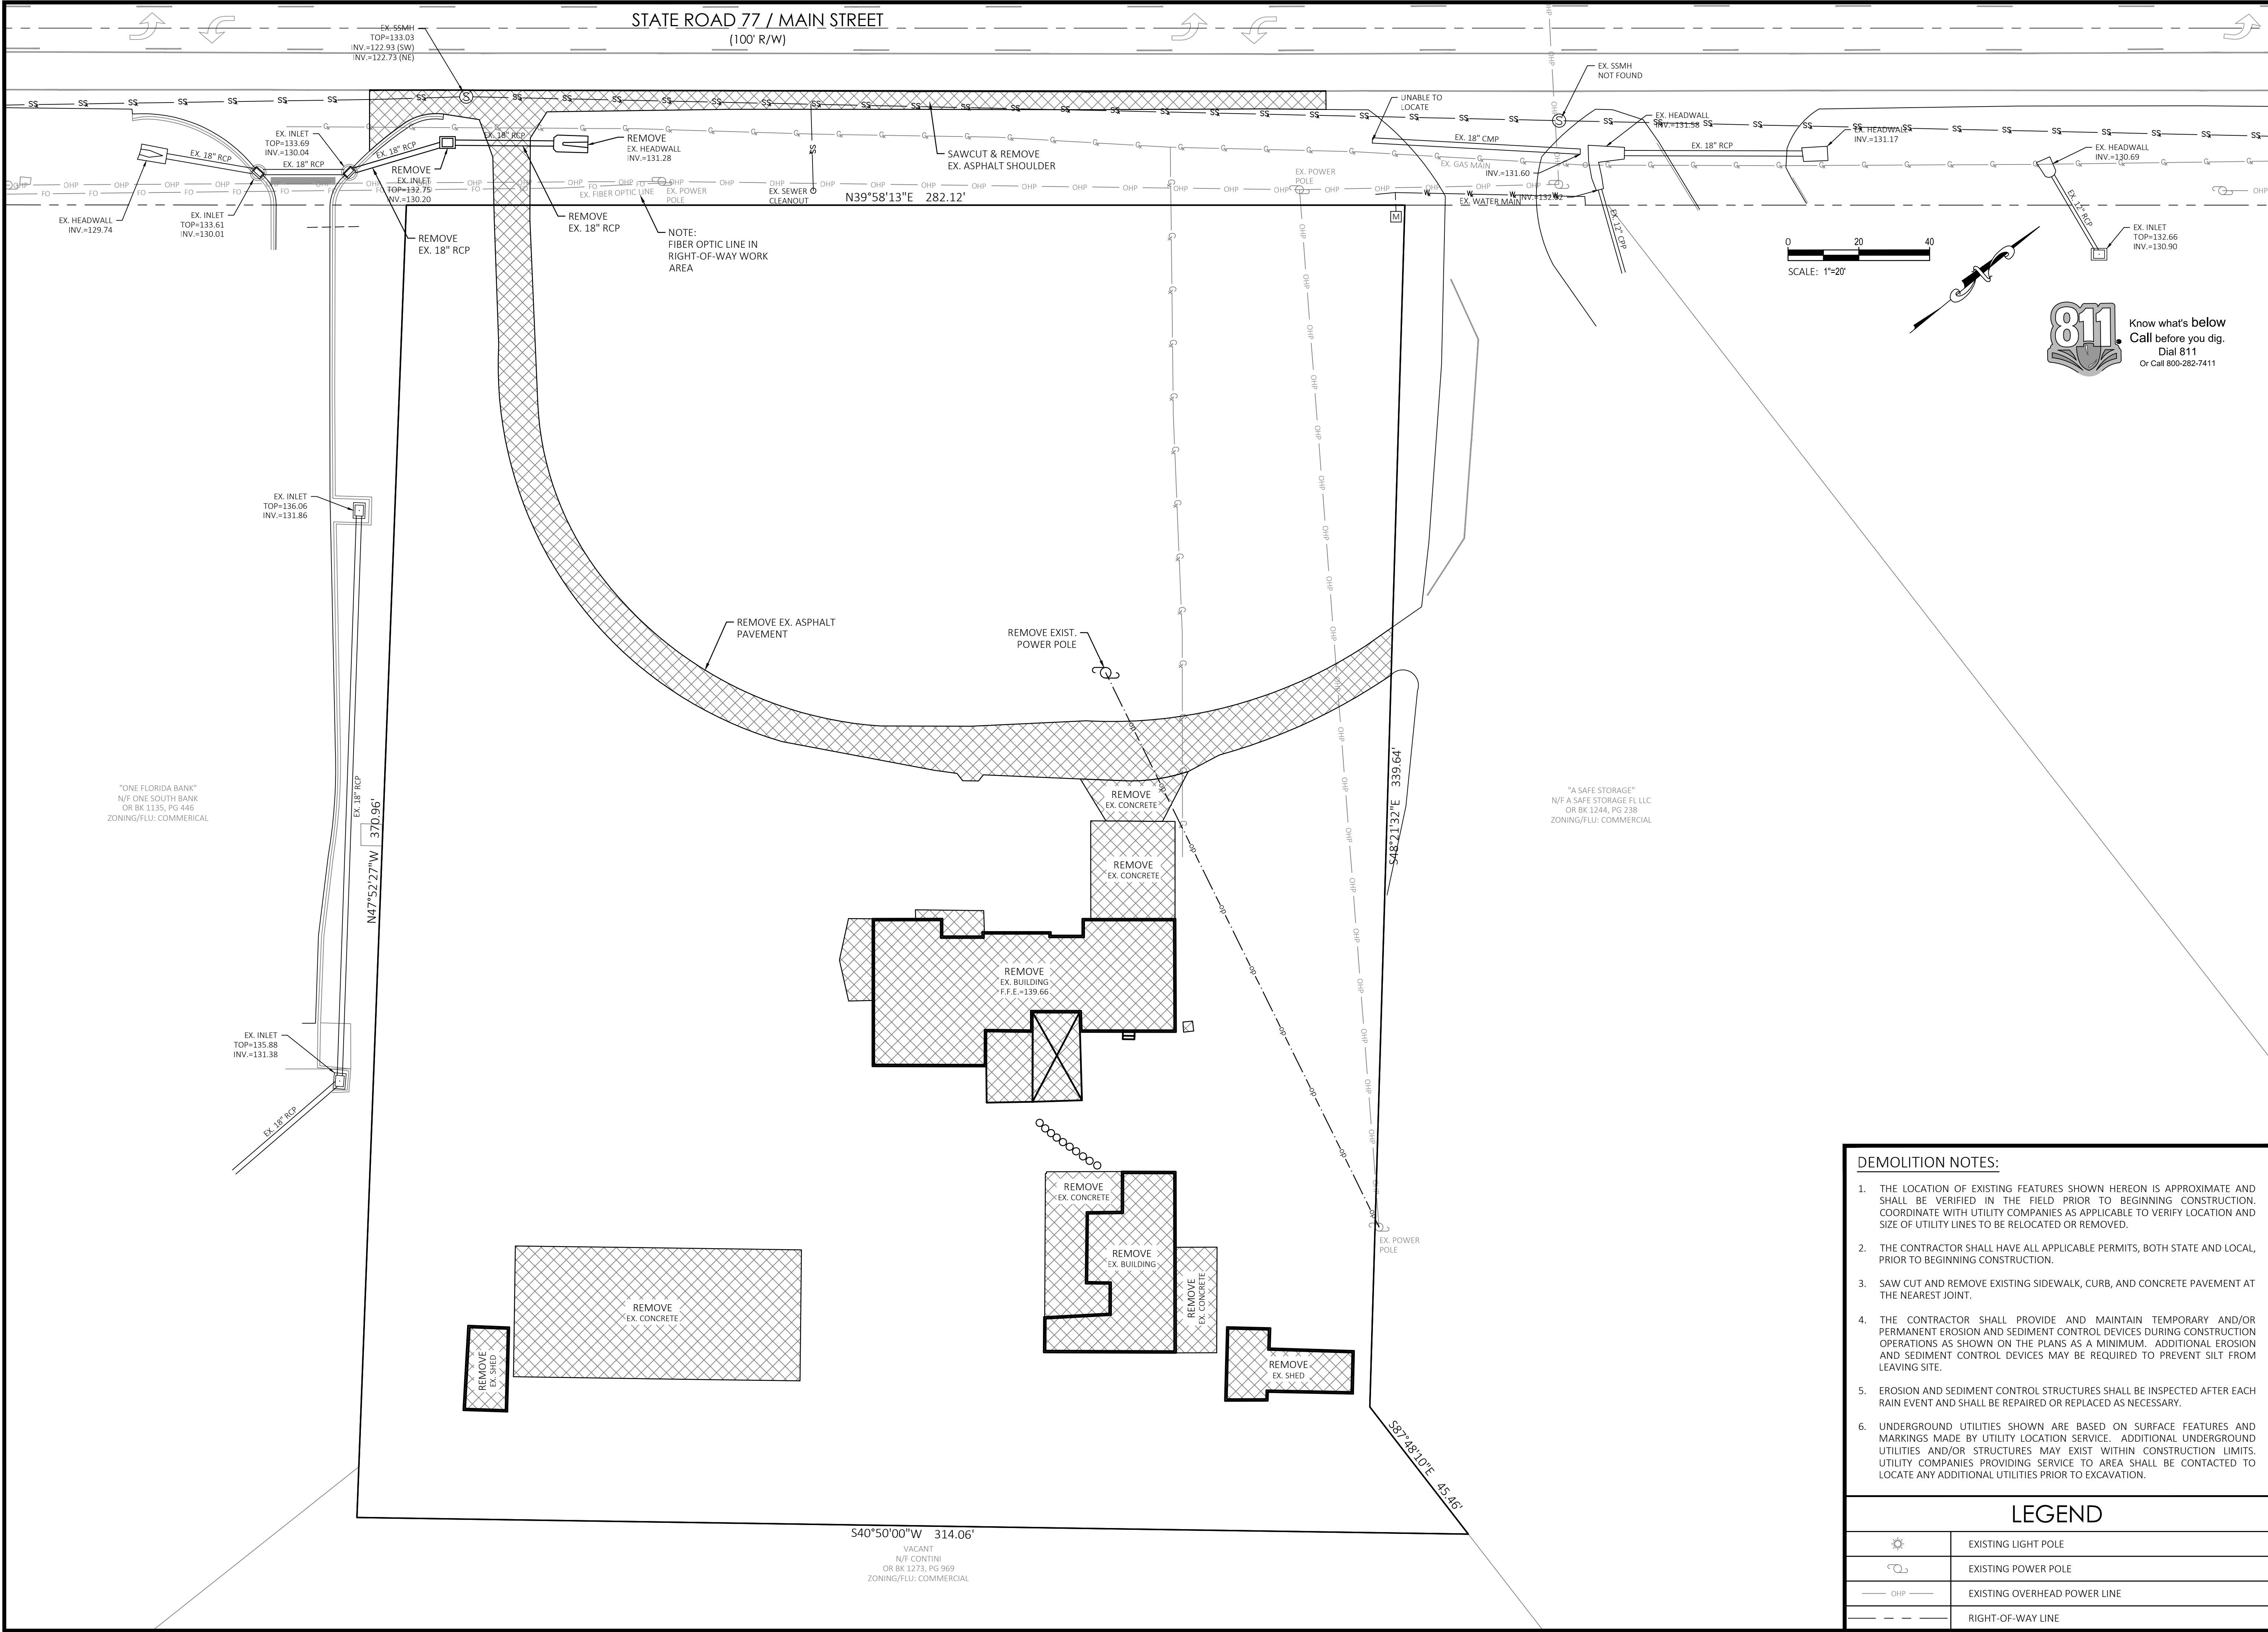 STATE ROAD 77 / MAIN STREET
(100' R/W)
EX. SSMH
TOP=133.03
INV.=122.93 (SW)
INV.=122.73 (NE)
EX. SSMH
NOT FOUND
UNABLE TO
LOCATE
EX. HEADWALL
INV.=131.58
EX. HEADWALL
INV.=131.17
EX. HEADWALL
INV.=130.69
EX. INLET
TOP=133.69
INV.=130.04
EX. 18" RCP
EX. 18" RCP
EX. 18" RCP
EX. 18" RCP
REMOVE
EX. HEADWALL
INV.=131.28
SAWCUT & REMOVE
EX. ASPHALT SHOULDER
EX. 18" CMP
EX. 18" RCP
EX. GAS MAIN
INV.=131.60
REMOVE
EX. INLET
TOP=132.75
INV.=130.20
EX. FIBER OPTIC LINE
EX. POWER
POLE
EX. SEWER
CLEANOUT
N39°58'13"E 282.12'
EX. POWER
POLE
EX. WATER MAIN
INV.=132.02
M
EX. 12" CPP
EX. 12" RCP
EX. HEADWALL
INV.=129.74
EX. INLET
TOP=133.61
INV.=130.01
REMOVE
EX. 18" RCP
REMOVE
EX. 18" RCP
NOTE:
FIBER OPTIC LINE IN
RIGHT-OF-WAY WORK
AREA
EX. INLET
TOP=132.66
INV.=130.90
0 20 40
SCALE: 1"=20'
811
Know what's below
Call before you dig.
Dial 811
Or Call 800-282-7411
EX. INLET
TOP=136.06
INV.=131.86
REMOVE EX. ASPHALT
PAVEMENT
REMOVE EXIST.
POWER POLE
"ONE FLORIDA BANK"
N/F ONE SOUTH BANK
OR BK 1135, PG 446
ZONING/FLU: COMMERICAL
EX. 18" RCP
N47°52'27"W 370.96'
REMOVE
EX. CONCRETE
REMOVE
EX. CONCRETE
S48°21'32"E 339.64'
"A SAFE STORAGE"
N/F A SAFE STORAGE FL LLC
OR BK 1244, PG 238
ZONING/FLU: COMMERCIAL
REMOVE
EX. BUILDING
F.F.E.=139.66
EX. INLET
TOP=135.88
INV.=131.38
EX. 18" RCP
REMOVE
EX. CONCRETE
REMOVE
EX. BUILDING
REMOVE
EX. CONCRETE
EX. POWER
POLE
REMOVE
EX. CONCRETE
REMOVE
EX. SHED
REMOVE
EX. SHED
S87°48'10"E 45.46'
S40°50'00"W 314.06'
VACANT
N/F CONTINI
OR BK 1273, PG 969
ZONING/FLU: COMMERCIAL
DEMOLITION NOTES:
1. THE LOCATION OF EXISTING FEATURES SHOWN HEREON IS APPROXIMATE AND
SHALL BE VERIFIED IN THE FIELD PRIOR TO BEGINNING CONSTRUCTION.
COORDINATE WITH UTILITY COMPANIES AS APPLICABLE TO VERIFY LOCATION AND
SIZE OF UTILITY LINES TO BE RELOCATED OR REMOVED.
2. THE CONTRACTOR SHALL HAVE ALL APPLICABLE PERMITS, BOTH STATE AND LOCAL,
PRIOR TO BEGINNING CONSTRUCTION.
3. SAW CUT AND REMOVE EXISTING SIDEWALK, CURB, AND CONCRETE PAVEMENT AT
THE NEAREST JOINT.
4. THE CONTRACTOR SHALL PROVIDE AND MAINTAIN TEMPORARY AND/OR
PERMANENT EROSION AND SEDIMENT CONTROL DEVICES DURING CONSTRUCTION
OPERATIONS AS SHOWN ON THE PLANS AS A MINIMUM. ADDITIONAL EROSION
AND SEDIMENT CONTROL DEVICES MAY BE REQUIRED TO PREVENT SILT FROM
LEAVING SITE.
5. EROSION AND SEDIMENT CONTROL STRUCTURES SHALL BE INSPECTED AFTER EACH
RAIN EVENT AND SHALL BE REPAIRED OR REPLACED AS NECESSARY.
6. UNDERGROUND UTILITIES SHOWN ARE BASED ON SURFACE FEATURES AND
MARKINGS MADE BY UTILITY LOCATION SERVICE. ADDITIONAL UNDERGROUND
UTILITIES AND/OR STRUCTURES MAY EXIST WITHIN CONSTRUCTION LIMITS.
UTILITY COMPANIES PROVIDING SERVICE TO AREA SHALL BE CONTACTED TO
LOCATE ANY ADDITIONAL UTILITIES PRIOR TO EXCAVATION.
LEGEND
EXISTING LIGHT POLE
EXISTING POWER POLE
OHP EXISTING OVERHEAD POWER LINE
RIGHT-OF-WAY LINE